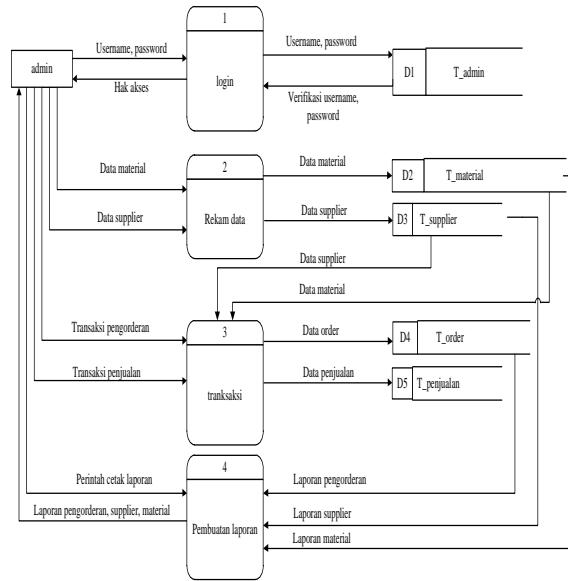 1
Username, password
Username, password
admin
D1
T_admin
login
Hak akses
Verifikasi username,
password
2
Data material
Data material
D2
T_material
Rekam data
Data supplier
Data supplier
D3
T_supplier
Data supplier
Data material
3
Transaksi pengorderan
Data order
D4
T_order
Transaksi penjualan
tranksaksi
Data penjualan
D5
T_penjualan
4
Perintah cetak laporan
Laporan pengorderan
Laporan pengorderan, supplier, material
Pembuatan laporan
Laporan supplier
Laporan material